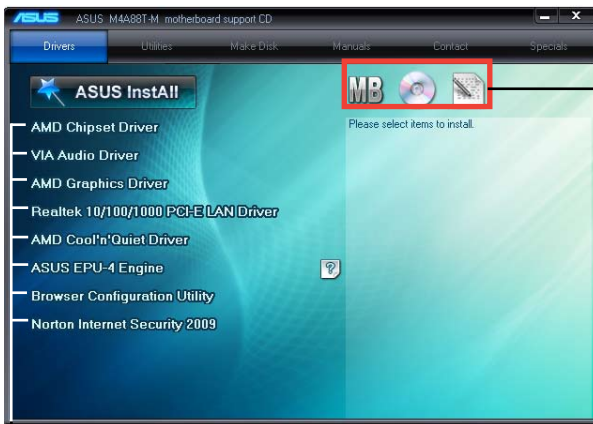 ASUS ASUS M4A88T-M motherboard support CD
Drivers Utilities Make Disk Manuals Contact Specials
ASUS InstAll
MB
Please select items to install.
AMD Chipset Driver
VIA Audio Driver
AMD Graphics Driver
Realtek 10/100/1000 PCI-E LAN Driver
AMD Cool'n'Quiet Driver
ASUS EPU-4 Engine
?
Browser Configuration Utility
Norton Internet Security 2009